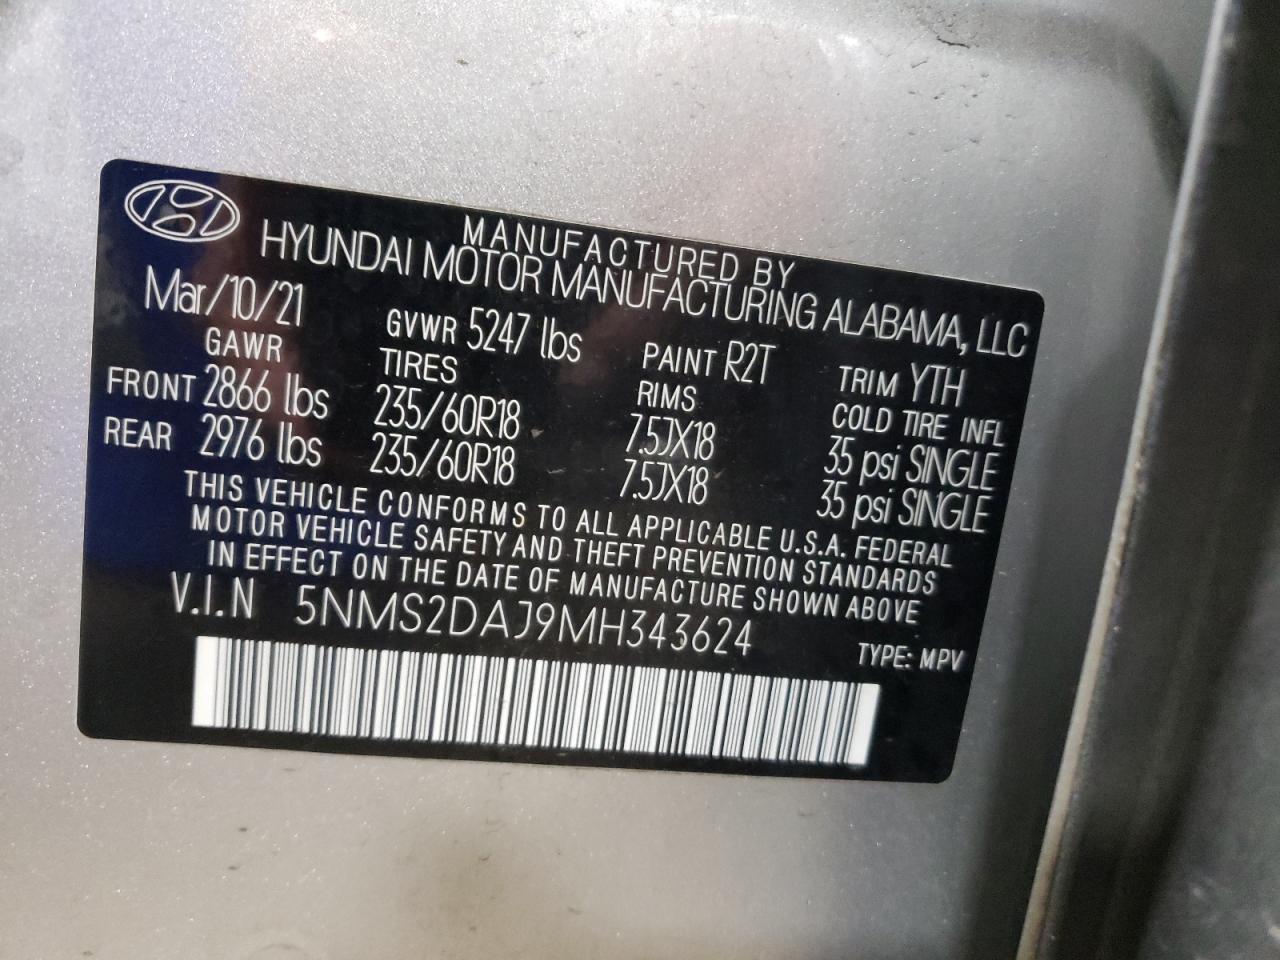 MANUFACTURED BY
HYUNDAI MOTOR MANUFACTURING ALABAMA, LLC
Mar/10/21 GVWR 5247 lbs PAINT R2T TRIM YTH
GAWR TIRES RIMS COLD TIRE INFL
FRONT 2866 lbs 235/60R18 7.5JX18 35 psi SINGLE
REAR 2976 lbs 235/60R18 7.5JX18 35 psi SINGLE
THIS VEHICLE CONFORMS TO ALL APPLICABLE U.S.A. FEDERAL
MOTOR VEHICLE SAFETY AND THEFT PREVENTION STANDARDS
IN EFFECT ON THE DATE OF MANUFACTURE SHOWN ABOVE
V.I.N 5NMS2DAJ9MH343624 TYPE: MPV